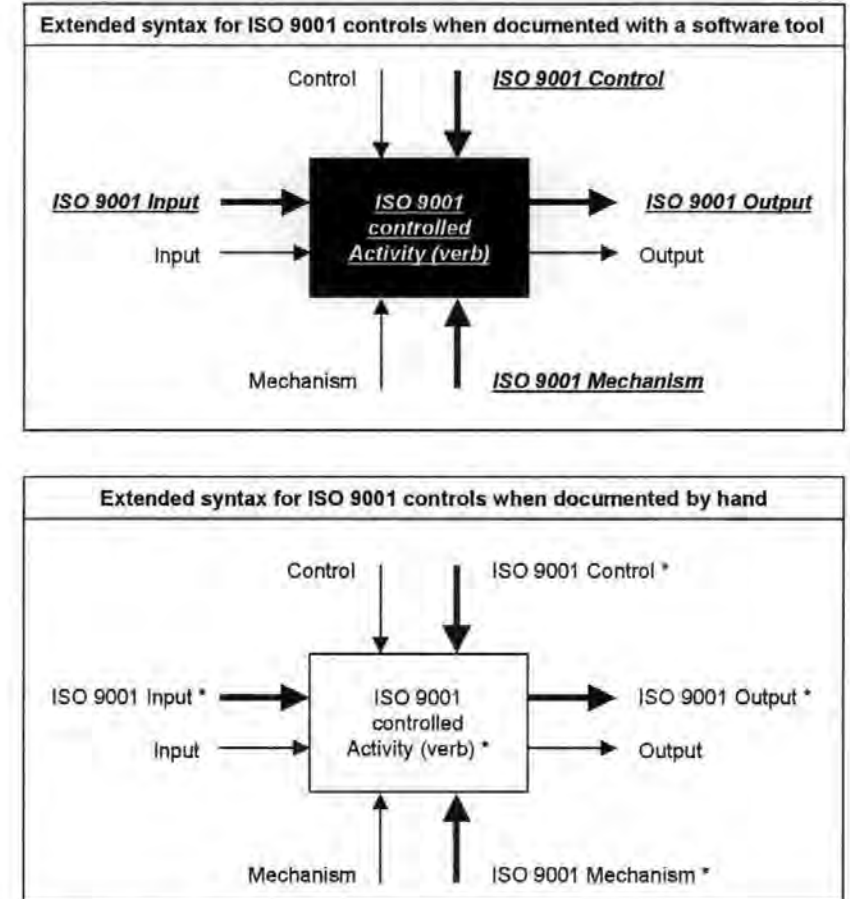 Extended syntax for ISO 9001 controls when documented with a software tool
Control
ISO 9001 Control
ISO 9001 Input
ISO 9001
controlled
Activity (verb)
ISO 9001 Output
Input
Output
Mechanism
ISO 9001 Mechanism
Extended syntax for ISO 9001 controls when documented by hand
Control
ISO 9001 Control *
ISO 9001 Input *
ISO 9001
controlled
Activity (verb) *
ISO 9001 Output *
Input
Output
Mechanism
ISO 9001 Mechanism *